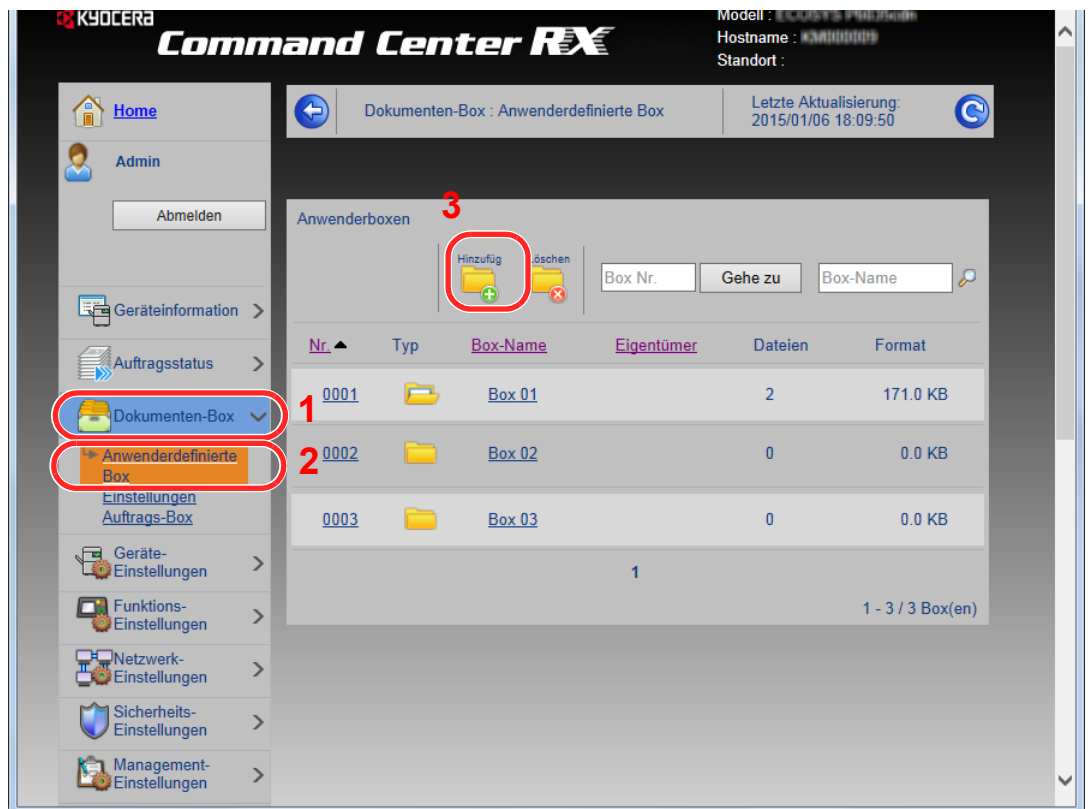 KYOCERA
Command Center RX
Modell :
Hostname :
Standort :
Home
Dokumenten-Box : Anwenderdefinierte Box
Letzte Aktualisierung:
2015/01/06 18:09:50
Admin
Abmelden
Anwenderboxen
3
Hinzufüg
öschen
Box Nr.
Gehe zu
Box-Name
Geräteinformation
Auftragsstatus
Dokumenten-Box
1
Anwenderdefinierte
Box
2
Einstellungen
Auftrags-Box
Geräte-
Einstellungen
Funktions-
Einstellungen
Netzwerk-
Einstellungen
Sicherheits-
Einstellungen
Management-
Einstellungen
Nr. Typ Box-Name Eigentümer Dateien Format
0001 Box 01 2 171.0 KB
0002 Box 02 0 0.0 KB
0003 Box 03 0 0.0 KB
1
1 - 3 / 3 Box(en)